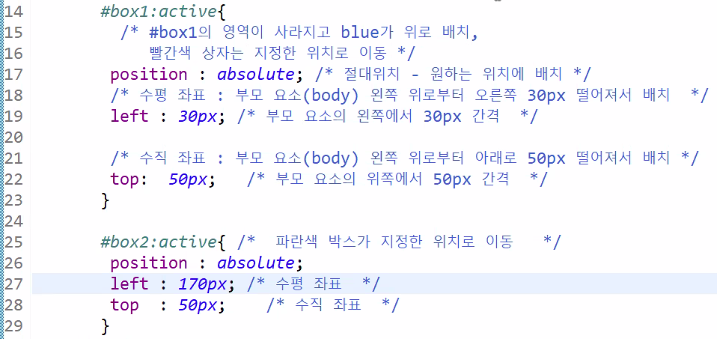 14 #box1:active{
15 /* #box1의 영역이 사라지고 blue가 위로 배치,
16 빨간색 상자는 지정한 위치로 이동 */
17 position : absolute; /* 절대위치 - 원하는 위치에 배치 */
18 /* 수평 좌표 : 부모 요소(body) 왼쪽 위로부터 오른쪽 30px 떨어져서 배치 */
19 left : 30px; /* 부모 요소의 왼쪽에서 30px 간격 */
20
21 /* 수직 좌표 : 부모 요소(body) 왼쪽 위로부터 아래로 50px 떨어져서 배치 */
22 top: 50px; /* 부모 요소의 위쪽에서 50px 간격 */
23 }
24
25 #box2:active{ /* 파란색 박스가 지정한 위치로 이동 */
26 position : absolute;
27 left : 170px; /* 수평 좌표 */
28 top : 50px; /* 수직 좌표 */
29 }